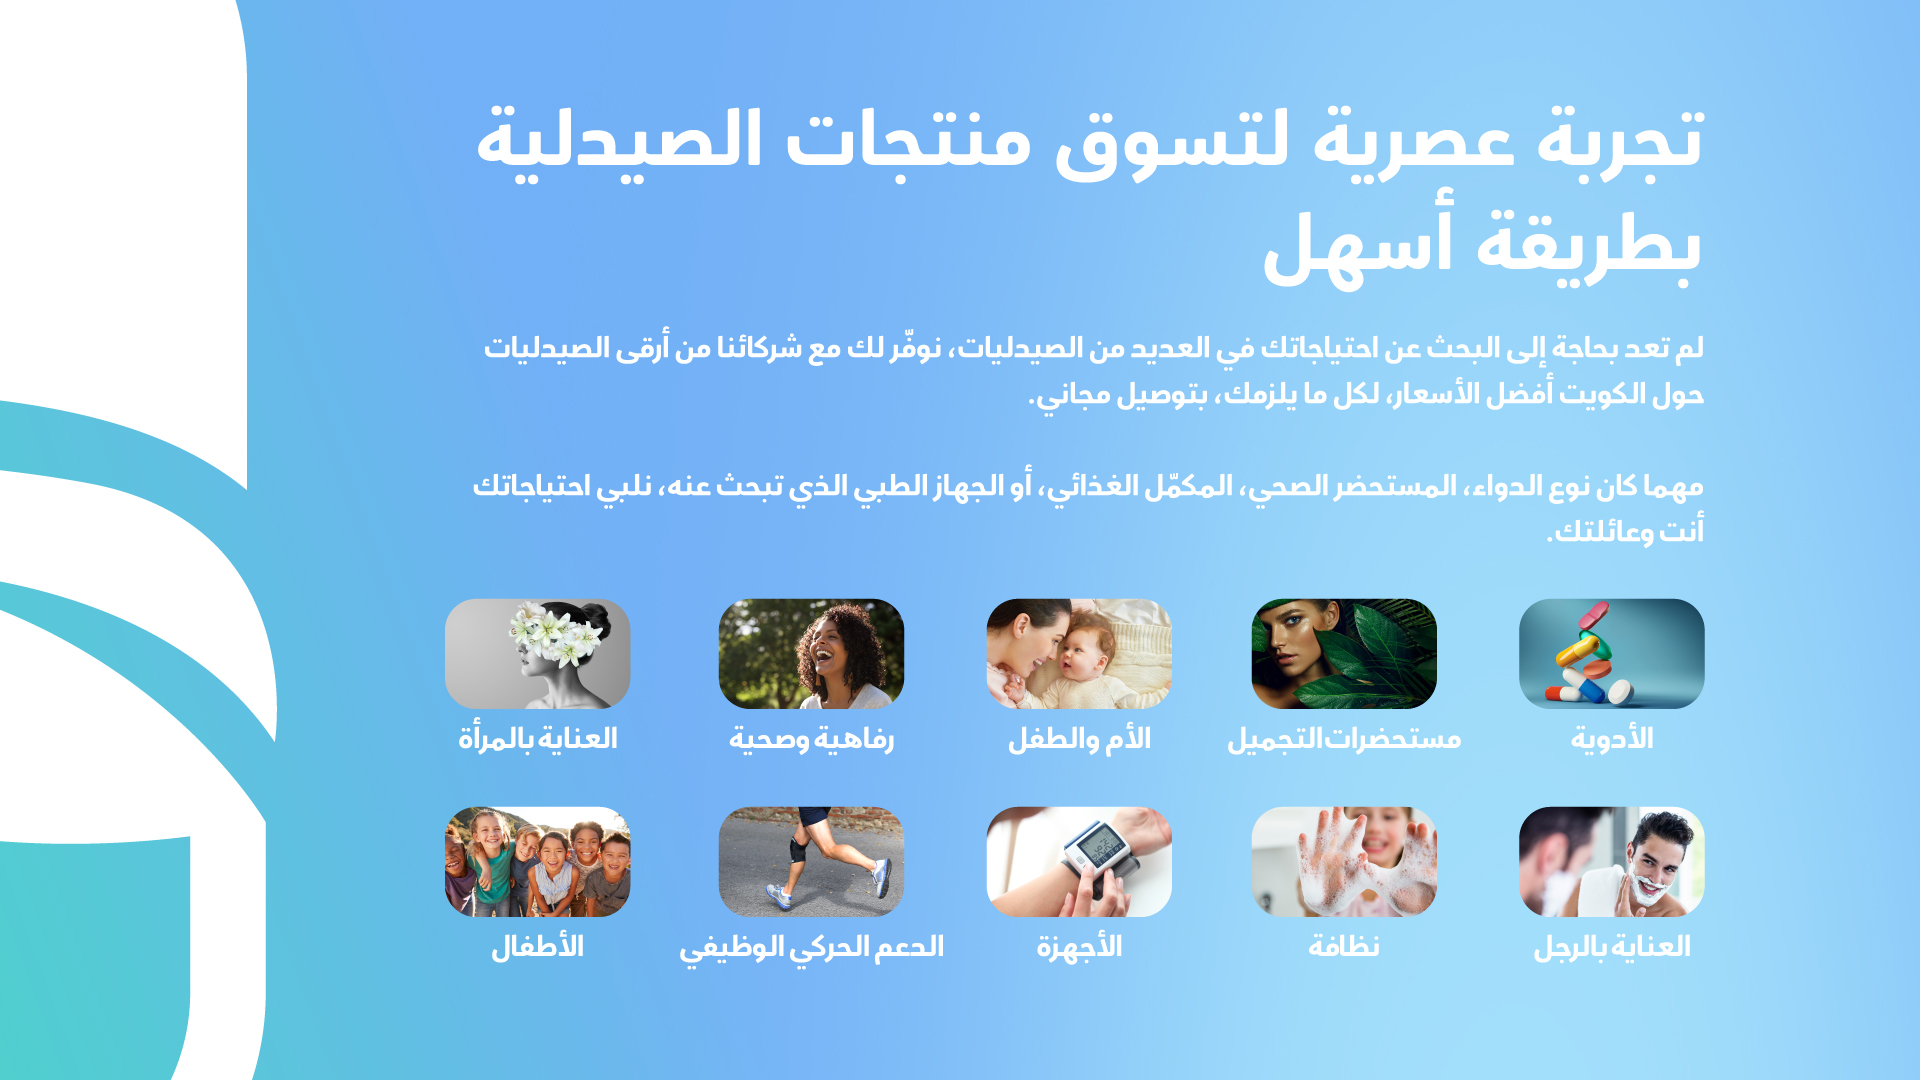 تجربة عصرية لتسوق منتجات الصيدلية
بطريقة أسهل
لم تعد بحاجة إلى البحث عن احتياجاتك في العديد من الصيدليات، نوفّر لك مع شركائنا من أرقى الصيدليات
حول الكويت أفضل الأسعار، لكل ما يلزمك، بتوصيل مجاني.
مهما كان نوع الدواء، المستحضر الصحي، المكمّل الغذائي، أو الجهاز الطبي الذي تبحث عنه، نلبي احتياجاتك
أنت وعائلتك.
الأدوية
مستحضرات التجميل
الأم والطفل
رفاهية وصحية
العناية بالمرأة
العناية بالرجل
نظافة
الأجهزة
الدعم الحركي الوظيفي
الأطفال